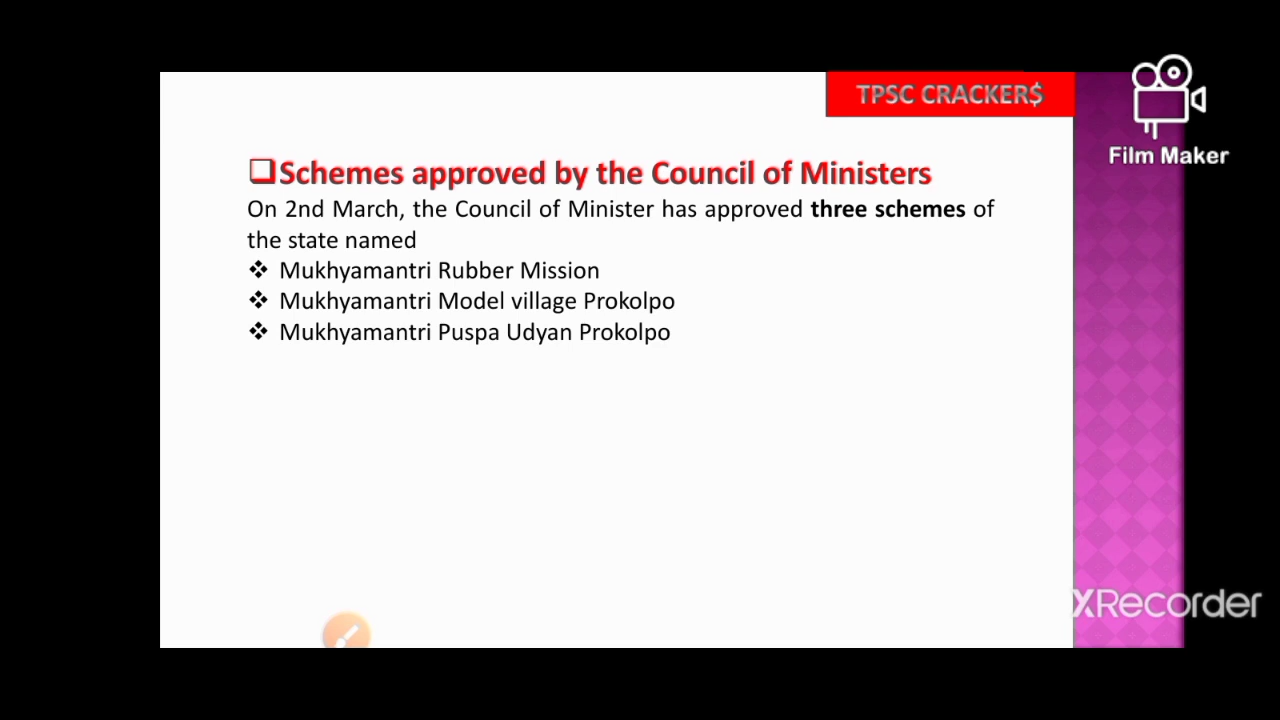 TPSC CRACKER$
Film Maker
Schemes approved by the Council of Ministers
On 2nd March, the Council of Minister has approved three schemes of
the state named
Mukhyamantri Rubber Mission
Mukhyamantri Model village Prokolpo
Mukhyamantri Puspa Udyan Prokolpo
XRecorder